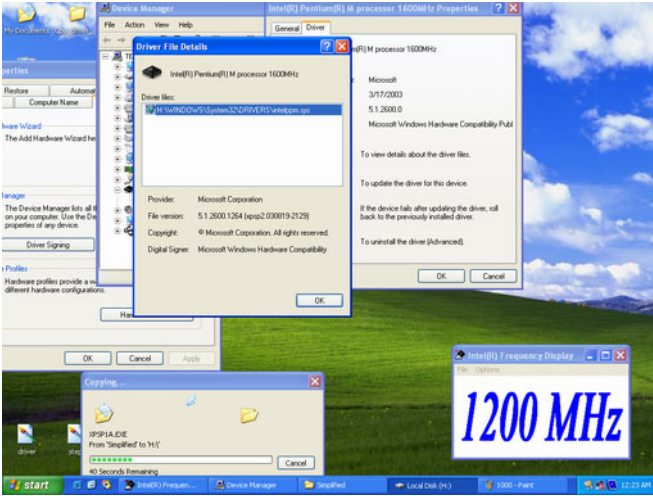 My Documents
Device Manager
File Action View Help
Intel(R) Pentium(R) M processor 1600MHz Properties
General Driver
Intel(R) Pentium(R) M processor 1600MHz
Microsoft
3/17/2003
5.1.2600.0
Microsoft Windows Hardware Compatibility Publ
To view details about the driver files.
To update the driver for this device.
If the device fails after updating the driver, roll
back to the previously installed driver.
To uninstall the driver (Advanced).
OK Cancel
Driver File Details
Intel(R) Pentium(R) M processor 1600MHz
Driver files:
H:\WINDOWS\System32\DRIVERS\intelppm.sys
Provider: Microsoft Corporation
File version: 5.1.2600.1264 (xpsp2.030819-2129)
Copyright: © Microsoft Corporation. All rights reserved.
Digital Signer: Microsoft Windows Hardware Compatibility
OK
perties
Restore Automat
Computer Name
dware Wizard
The Add Hardware Wizard he
Manager
The Device Manager lists all t
on your computer. Use the De
properties of any device.
Driver Signing
e Profiles
Hardware profiles provide a w
different hardware configurations.
Ha
OK Cancel Apply
Copying...
XPSP1A.EXE
From 'Simplified' to 'H:\'
40 Seconds Remaining
Cancel
Intel(R) Frequency Display
File Options
1200 MHz
driver
step
start
Intel(R) Frequen...
Device Manager
Simplified
Local Disk (H:)
1000 - Paint
12:23 AM